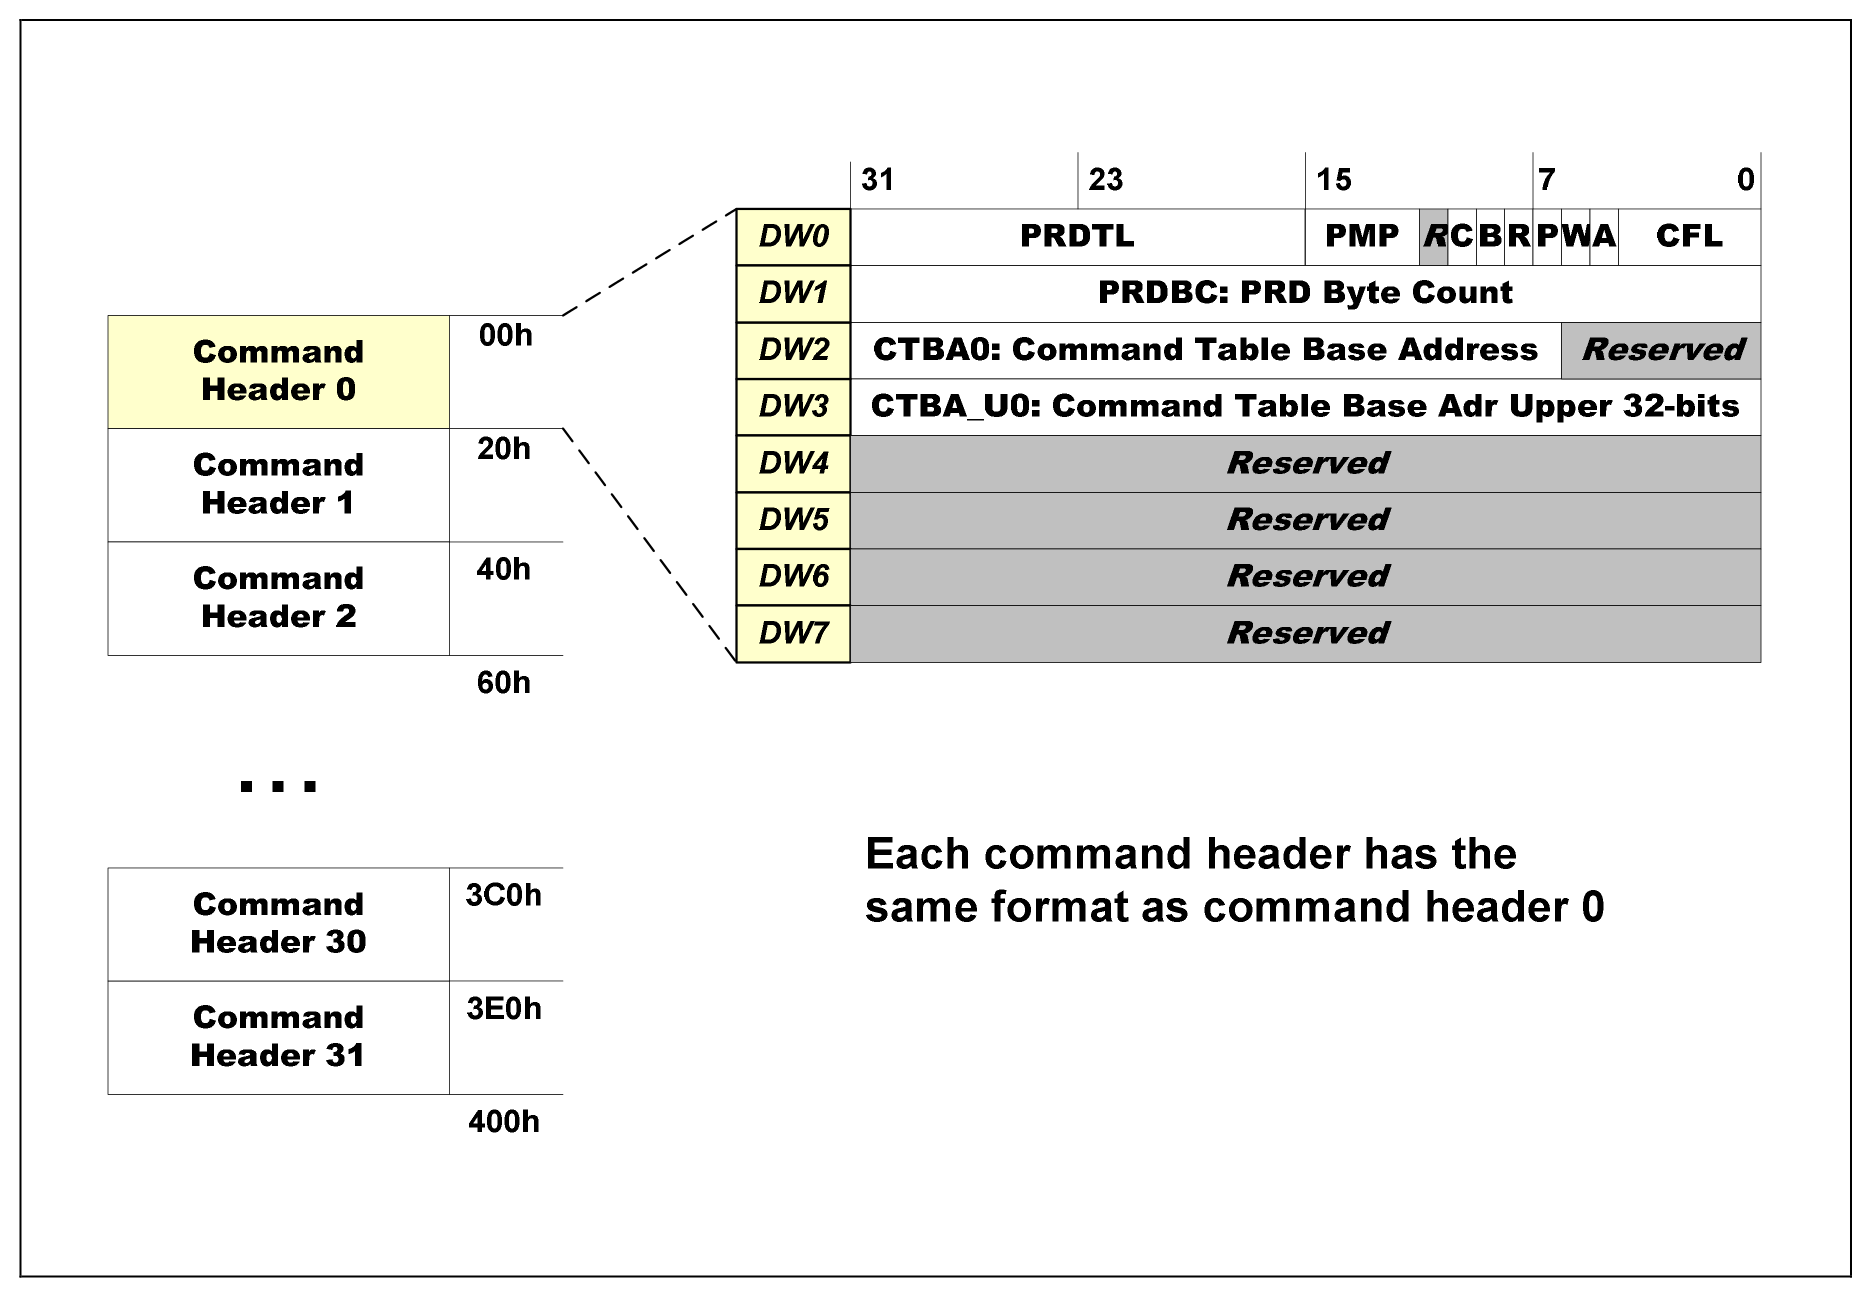 31 23 15 7 0
DW0 PRDTL PMP R C B R P W A CFL
DW1 PRDBC: PRD Byte Count
DW2 CTBA0: Command Table Base Address Reserved
DW3 CTBA_U0: Command Table Base Adr Upper 32-bits
DW4 Reserved
DW5 Reserved
DW6 Reserved
DW7 Reserved
Command
Header 0
00h
Command
Header 1
20h
Command
Header 2
40h
60h
...
Command
Header 30
3C0h
Command
Header 31
3E0h
400h
Each command header has the
same format as command header 0